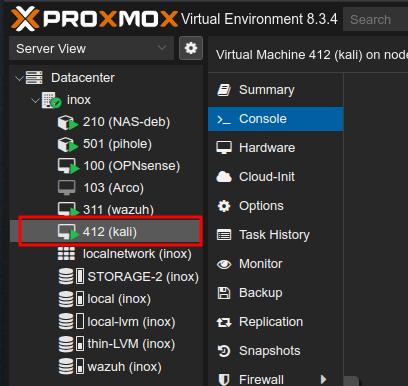 PROXMOX Virtual Environment 8.3.4 Search
Server View
Virtual Machine 412 (kali) on node
Datacenter
inox
210 (NAS-deb)
501 (pihole)
100 (OPNsense)
103 (Arco)
311 (wazuh)
412 (kali)
localnetwork (inox)
STORAGE-2 (inox)
local (inox)
local-lvm (inox)
thin-LVM (inox)
wazuh (inox)
Summary
>_ Console
Hardware
Cloud-Init
Options
Task History
Monitor
Backup
Replication
Snapshots
Firewall